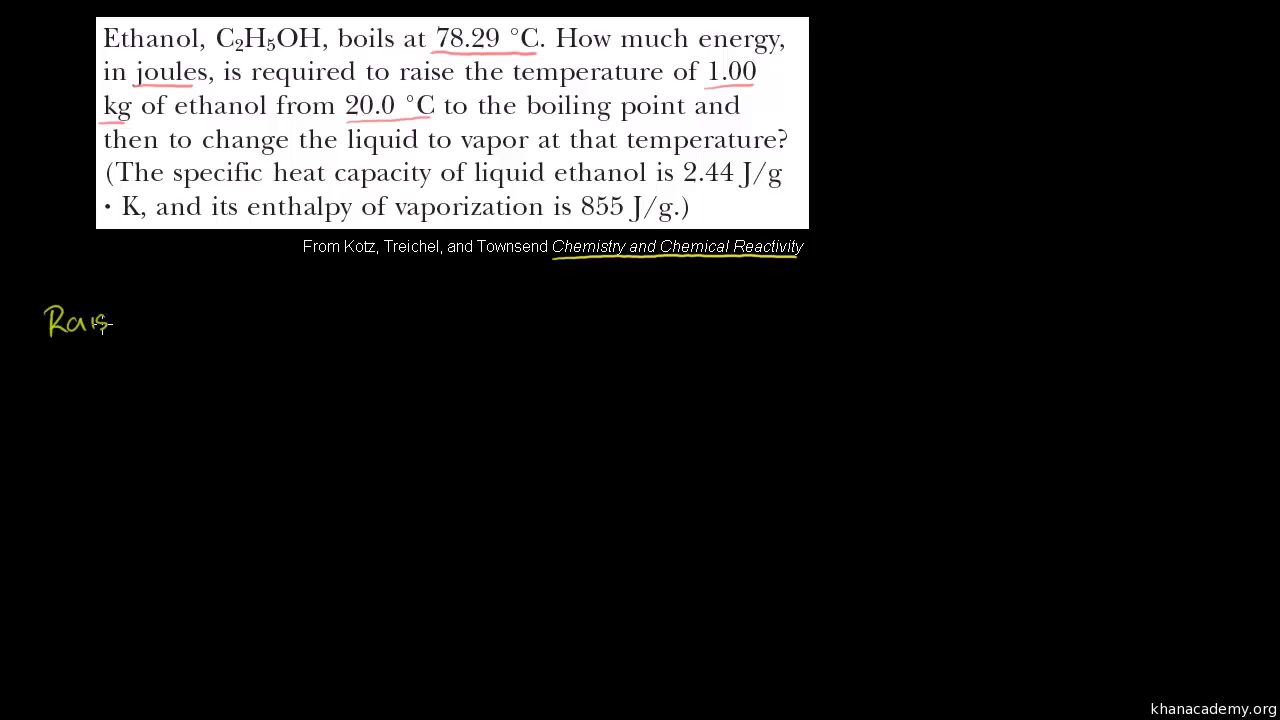 Ethanol, C₂H₅OH, boils at 78.29 °C. How much energy,
in joules, is required to raise the temperature of 1.00
kg of ethanol from 20.0 °C to the boiling point and
then to change the liquid to vapor at that temperature?
(The specific heat capacity of liquid ethanol is 2.44 J/g
· K, and its enthalpy of vaporization is 855 J/g.)
From Kotz, Treichel, and Townsend Chemistry and Chemical Reactivity
Rais
khanacademy.org